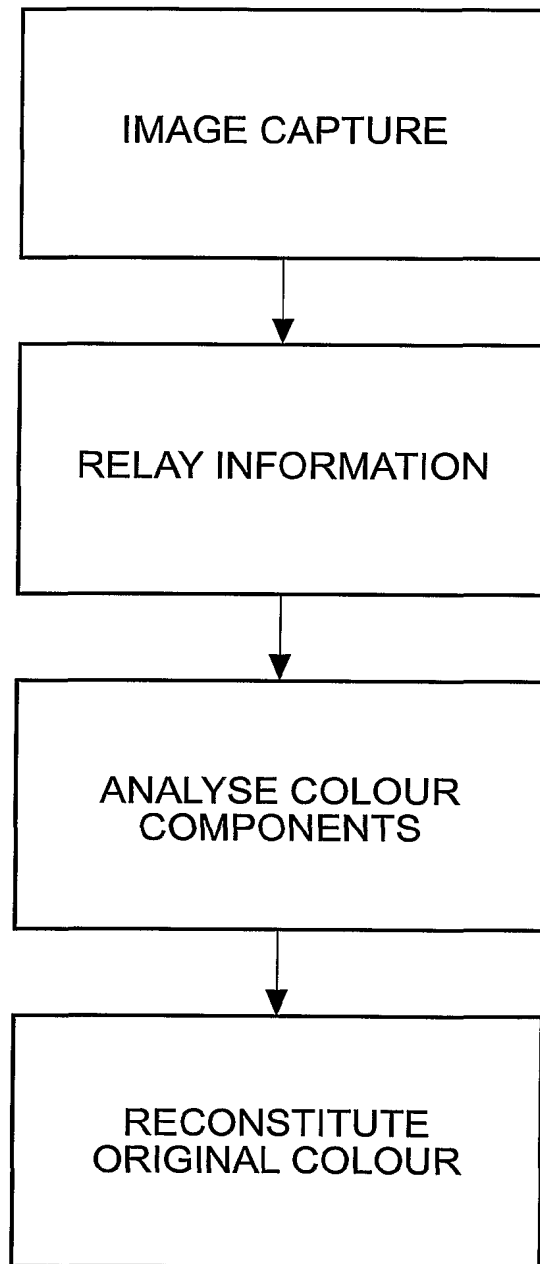 IMAGE CAPTURE
RELAY INFORMATION
ANALYSE COLOUR
COMPONENTS
RECONSTITUTE
ORIGINAL COLOUR